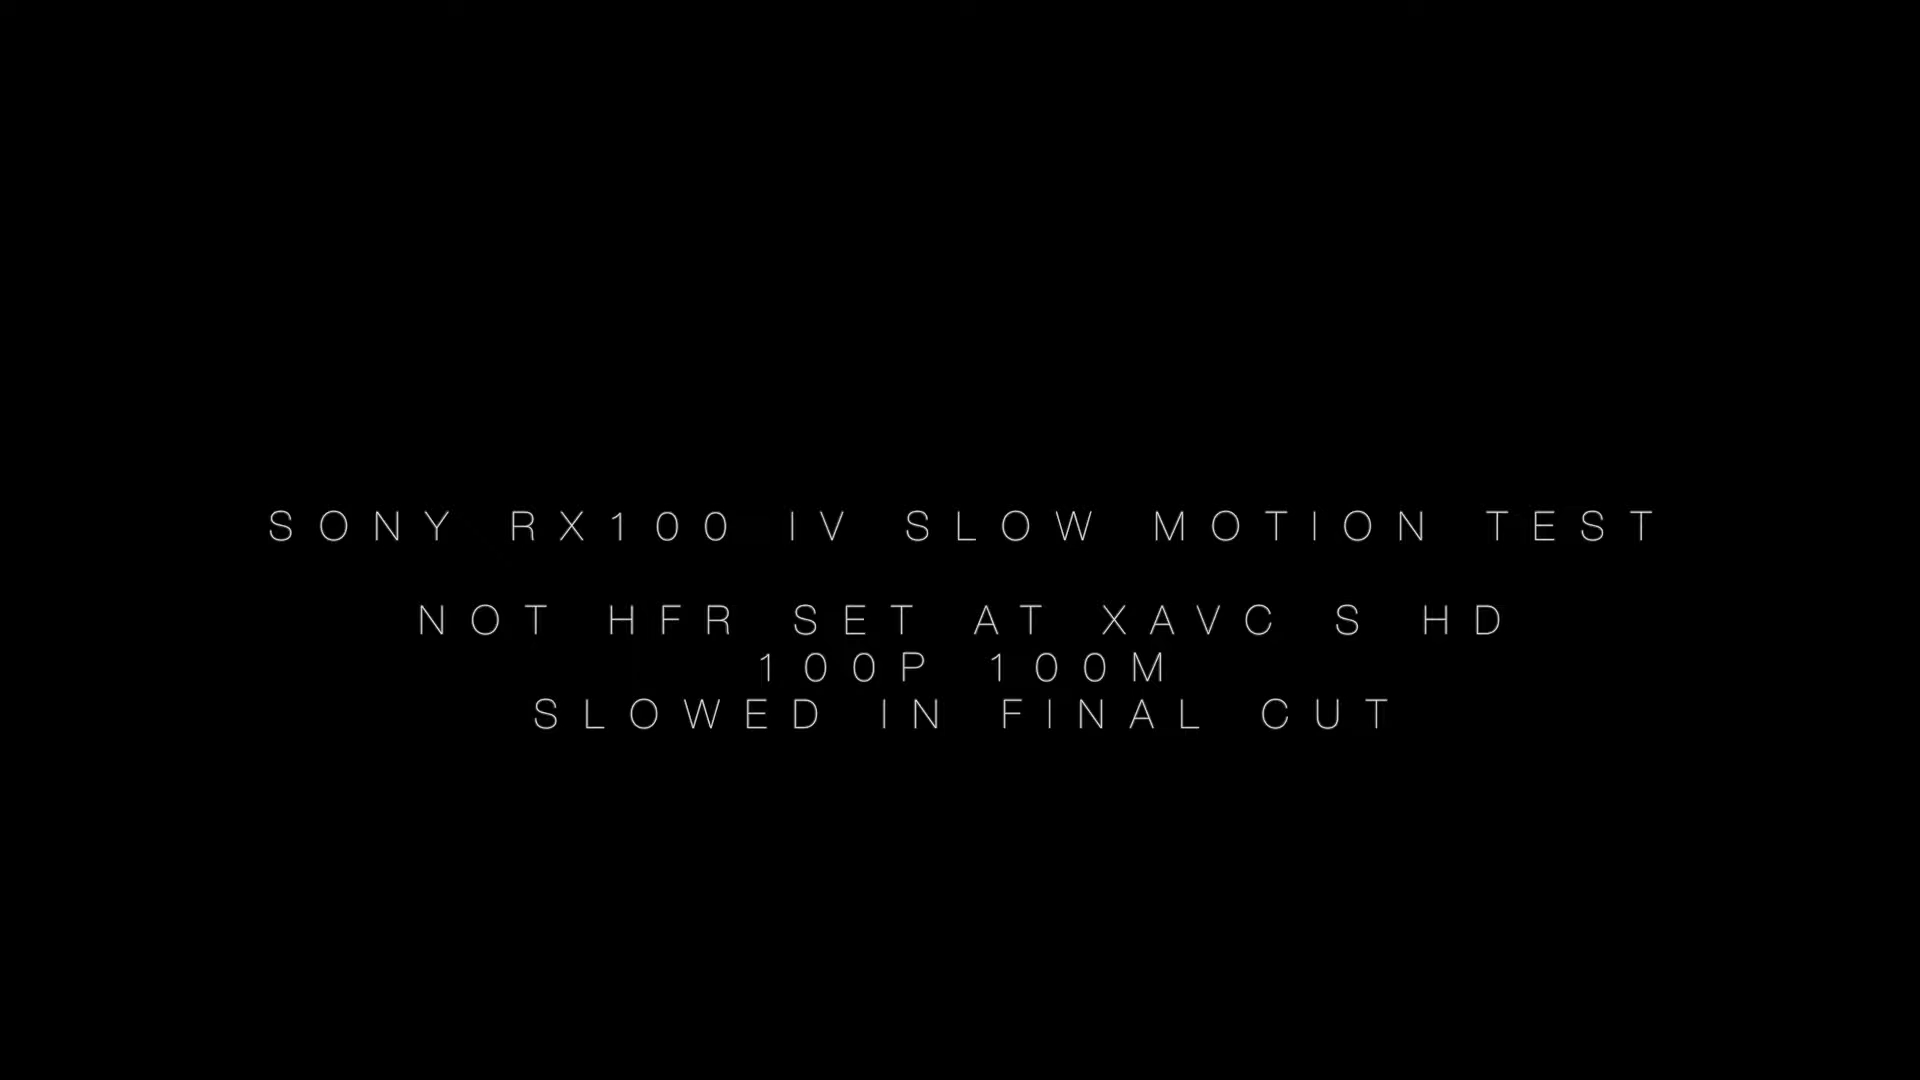 SONY RX100 IV SLOW MOTION TEST
NOT HFR SET AT XAVC S HD
100P 100M
SLOWED IN FINAL CUT